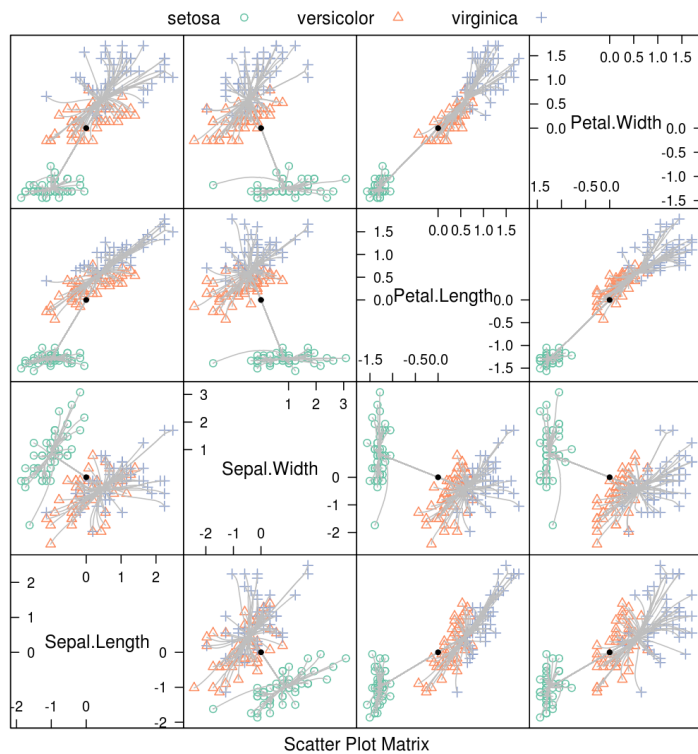 setosa versicolor virginica
0.0 0.5 1.0 1.5
1.5
1.0
0.5
0.0 Petal.Width 0.0
-0.5
-1.0
1.5 -0.50.0 -1.5
0.0 0.5 1.0 1.5
1.5
1.0
0.5
0.0 Petal.Length 0.0
-0.5
-1.0
-1.5 1.5 -0.50.0
3 1 2 3
2
1
Sepal.Width 0
-1
-2 -1 0 -2
2 0 1 2
1
0 Sepal.Length 0
-1
-2 -1 0 -2
Scatter Plot Matrix